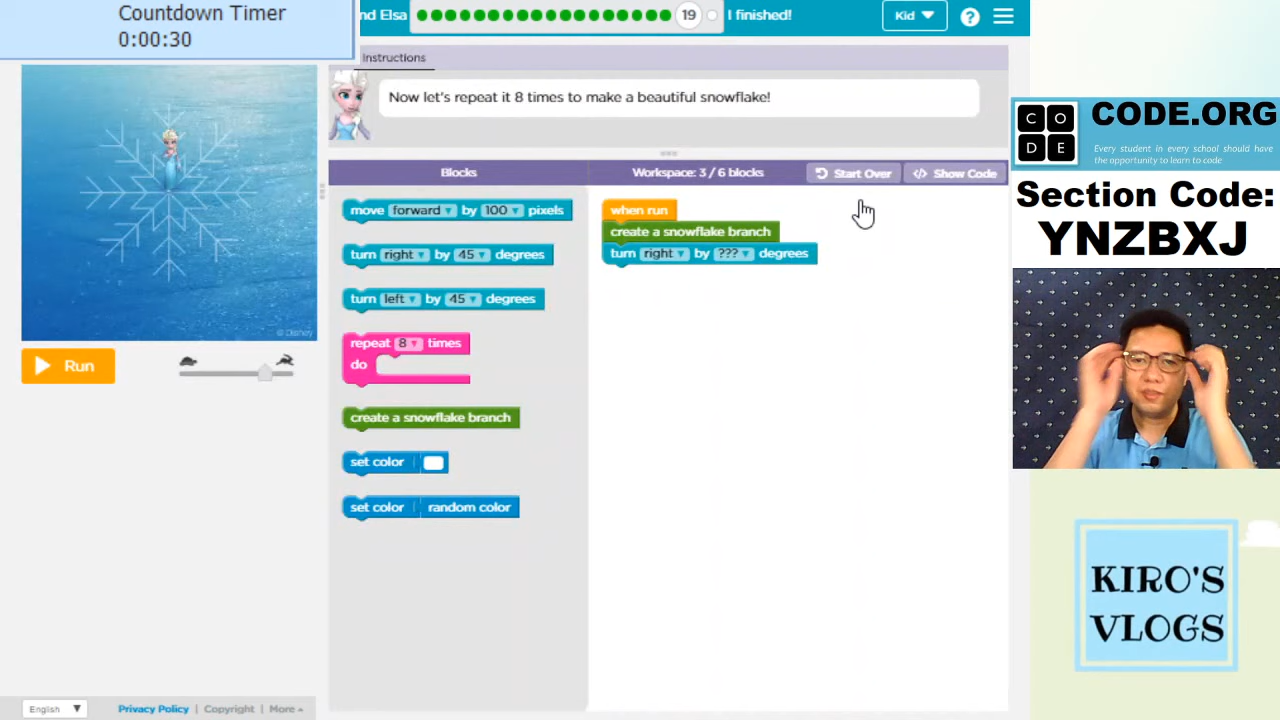 Countdown Timer
0:00:30
nd Elsa
19
I finished!
Kid
?
Instructions
Now let's repeat it 8 times to make a beautiful snowflake!
Blocks
Workspace: 3 / 6 blocks
Start Over
</> Show Code
move forward by 100 pixels
turn right by 45 degrees
turn left by 45 degrees
repeat 8 times
do
create a snowflake branch
set color
set color random color
when run
create a snowflake branch
turn right by ??? degrees
© Disney
Run
English
Privacy Policy | Copyright | More
C O
D E
CODE.ORG
Every student in every school should have
the opportunity to learn to code
Section Code:
YNZBXJ
KIRO'S
VLOGS